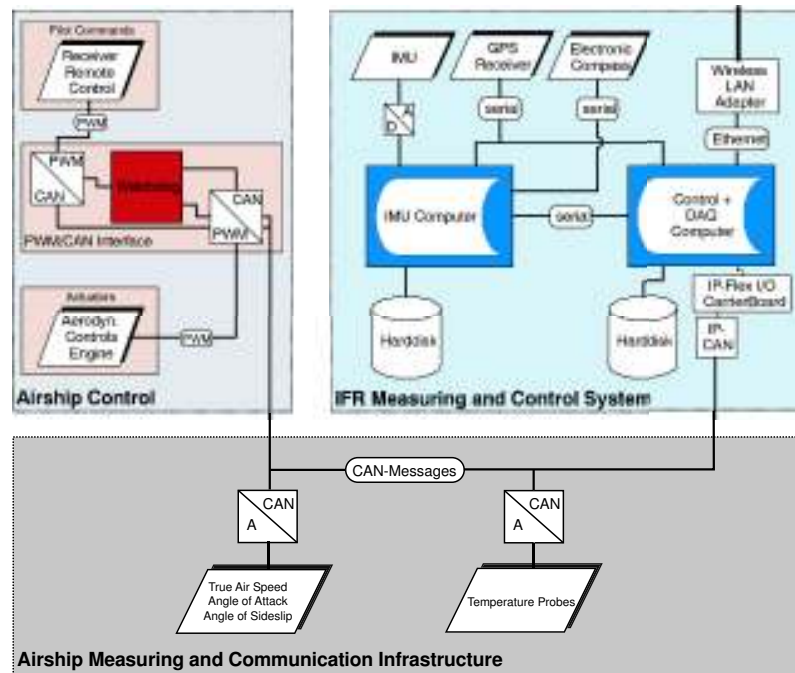 Pilot Commands
Receiver
Remote
Control
PWM
PWM
CAN
CAN
PWM
PWM/CAN Interface
Actuators
Aerodyn.
Controls
Engine
PWM
Airship Control
IMU
GPS
Receiver
Electronic
Compass
Wireless
LAN
Adapter
A
D
serial
serial
Ethernet
IMU Computer
serial
Control +
DAQ
Computer
Harddisk
Harddisk
IP-Flex I/O
CarrierBoard
IP-
CAN
IFR Measuring and Control System
CAN-Messages
CAN
A
CAN
A
True Air Speed
Angle of Attack
Angle of Sideslip
Temperature Probes
Airship Measuring and Communication Infrastructure